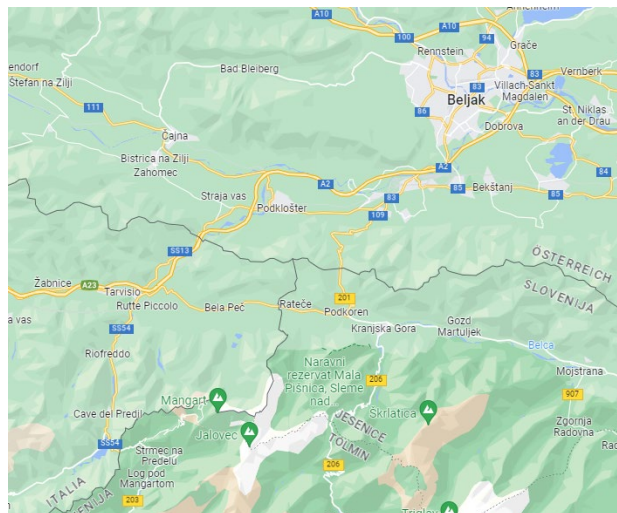 A10
A10
100
94
Rennstein
Grače
endorf
Bad Bleiberg
Štefan na Zilji
83
Vernberk
83
Villach-Sankt
Magdalen
111
Beljak
86
St. Niklas
an der Drau
Dobrova
Čajna
Bistrica na Zilji
Zahomec
A2
84
A2
85
Bekštanj
85
Straja vas
83
Podklošter
109
SS13
ÖSTERREICH
SLOVENIJA
Žabnice
A23
Tarvisio
201
Rutte Piccolo
Bela Peč
Rateče
Podkoren
a vas
SS54
Kranjska Gora
Gozd
Martuljek
Belca
Riofreddo
Naravni
rezervat Mala
Pišnica, Sleme
nad...
206
Mojstrana
Mangart
907
Škrlatica
Cave del Predil
JESENICE
TOLMIN
Zgornja
Radovna
Jalovec
SS54
Strmec na
Predelu
Rad
Log pod
Mangartom
206
ITALIA
203
Triglav